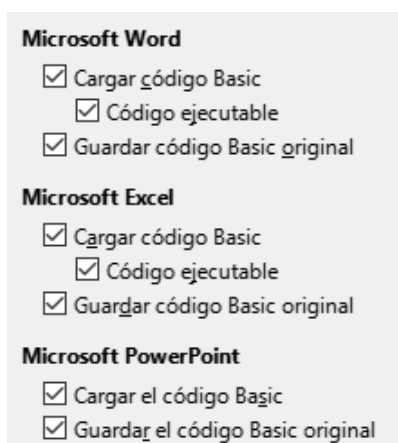 Microsoft Word
Cargar código Basic
Código ejecutable
Guardar código Basic original
Microsoft Excel
Cargar código Basic
Código ejecutable
Guardar código Basic original
Microsoft PowerPoint
Cargar el código Basic
Guardar el código Basic original